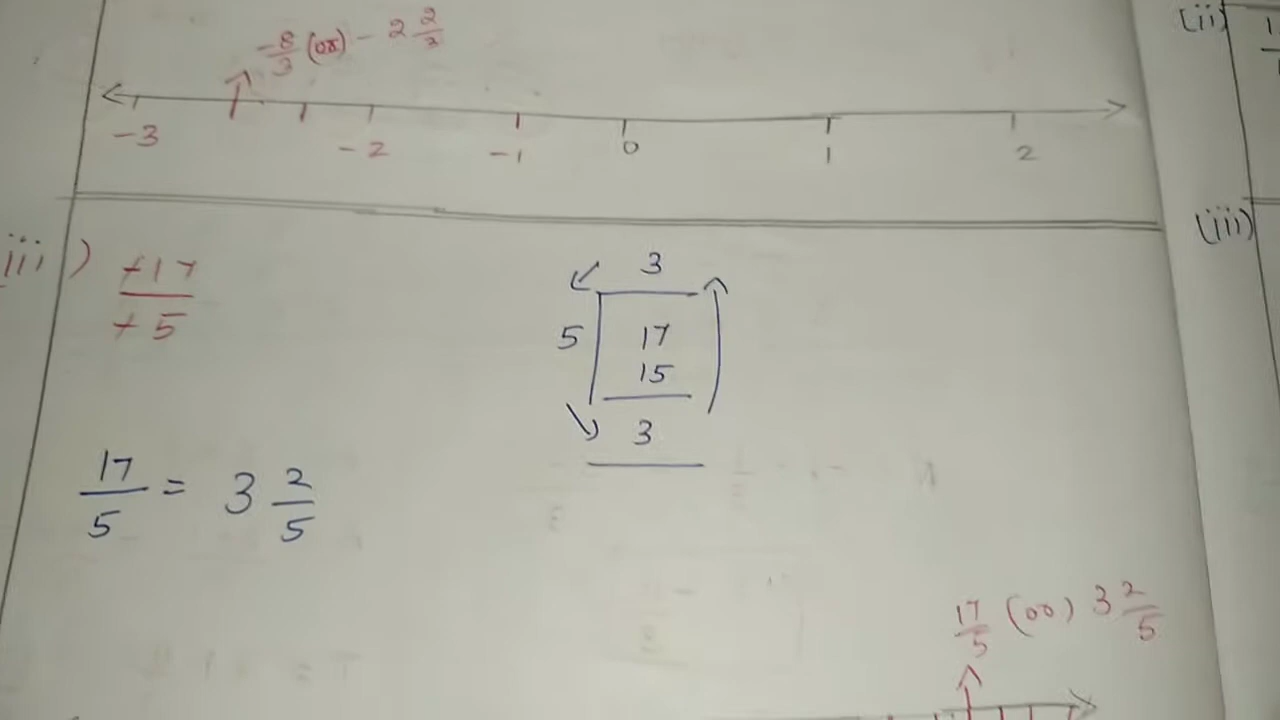 -8/3 (or) - 2 2/3
-3 -2 -1 0 1 2
iii) +17/+5
3
5 17
15
3
17/5 = 3 2/5
17/5 (or) 3 2/5
(ii)
(iii)